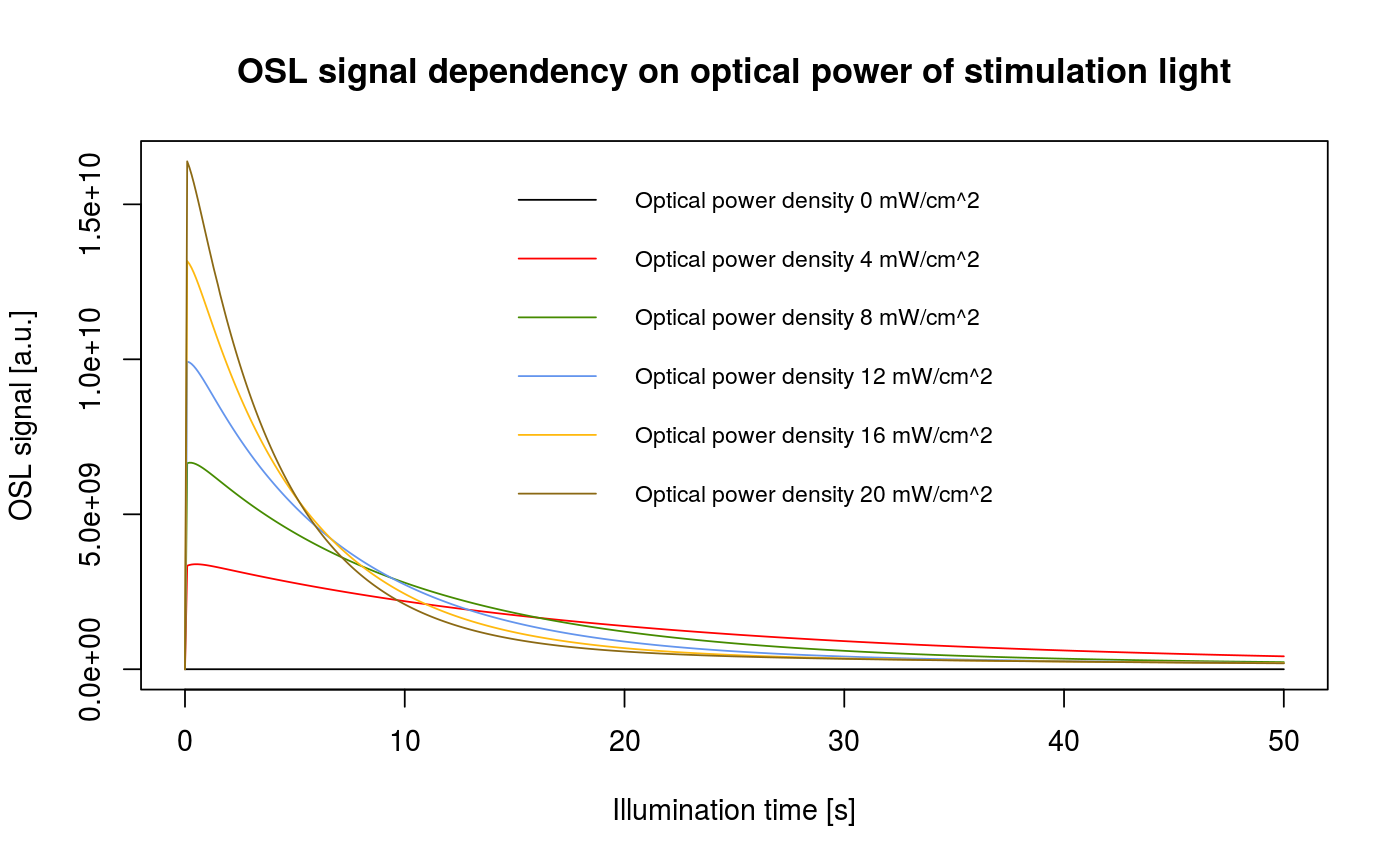 OSL signal dependency on optical power of stimulation light
OSL signal [a.u.]
1.5e+10
1.0e+10
5.0e+09
0.0e+00
Optical power density 0 mW/cm^2
Optical power density 4 mW/cm^2
Optical power density 8 mW/cm^2
Optical power density 12 mW/cm^2
Optical power density 16 mW/cm^2
Optical power density 20 mW/cm^2
0 10 20 30 40 50
Illumination time [s]